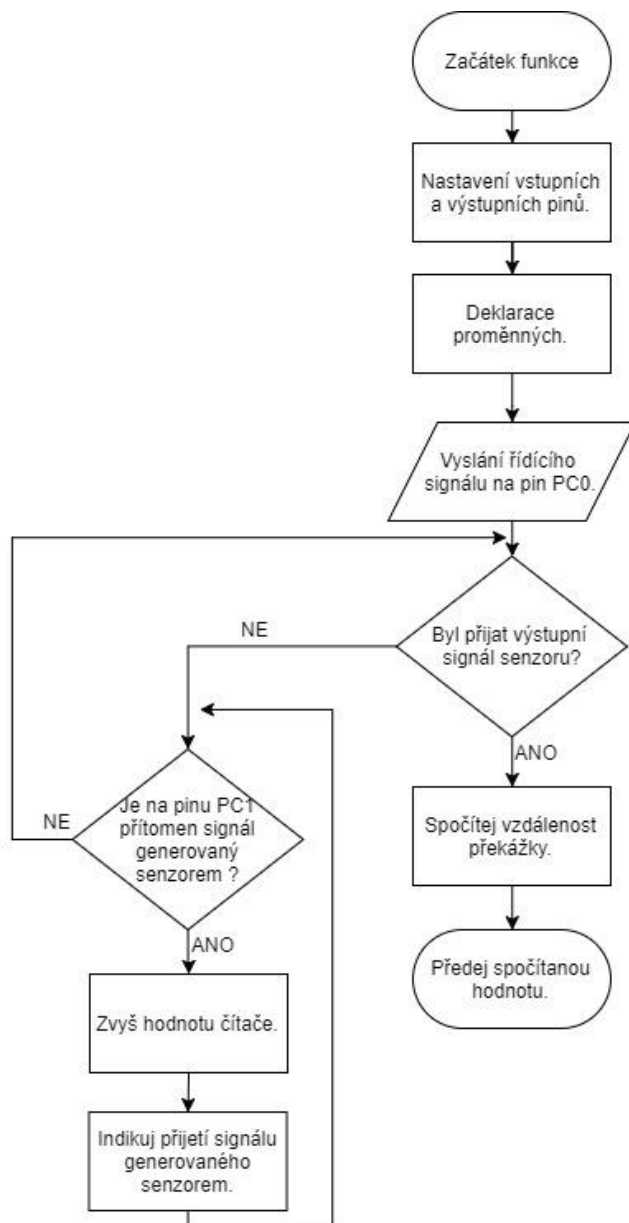 Začátek funkce
Nastavení vstupních
a výstupních pinů.
Deklarace
proměnných.
Vyslání řídícího
signálu na pin PC0.
Byl přijat výstupní
signál senzoru?
NE
ANO
Je na pinu PC1
přítomen signál
generovaný
senzorem ?
NE
ANO
Spočítej vzdálenost
překážky.
Předej spočítanou
hodnotu.
Zvyš hodnotu čítače.
Indikuj přijetí signálu
generovaného
senzorem.